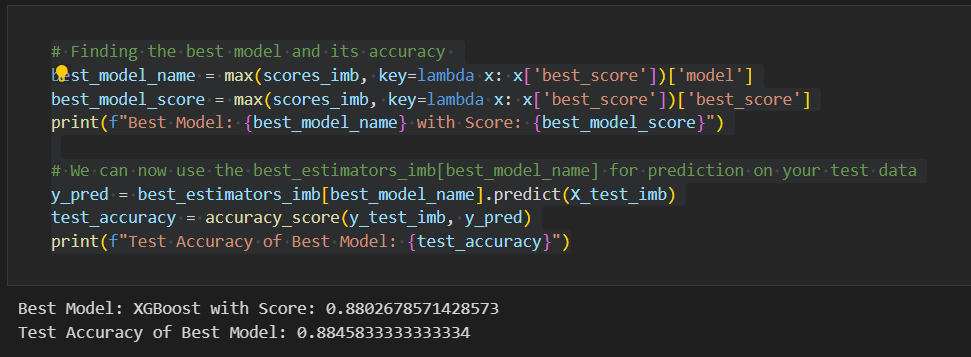 # Finding the best model and its accuracy
best_model_name = max(scores_imb, key=lambda x: x['best_score'])['model']
best_model_score = max(scores_imb, key=lambda x: x['best_score'])['best_score']
print(f"Best Model: {best_model_name} with Score: {best_model_score}")
# We can now use the best_estimators_imb[best_model_name] for prediction on your test data
y_pred = best_estimators_imb[best_model_name].predict(X_test_imb)
test_accuracy = accuracy_score(y_test_imb, y_pred)
print(f"Test Accuracy of Best Model: {test_accuracy}")
Best Model: XGBoost with Score: 0.8802678571428573
Test Accuracy of Best Model: 0.8845833333333334